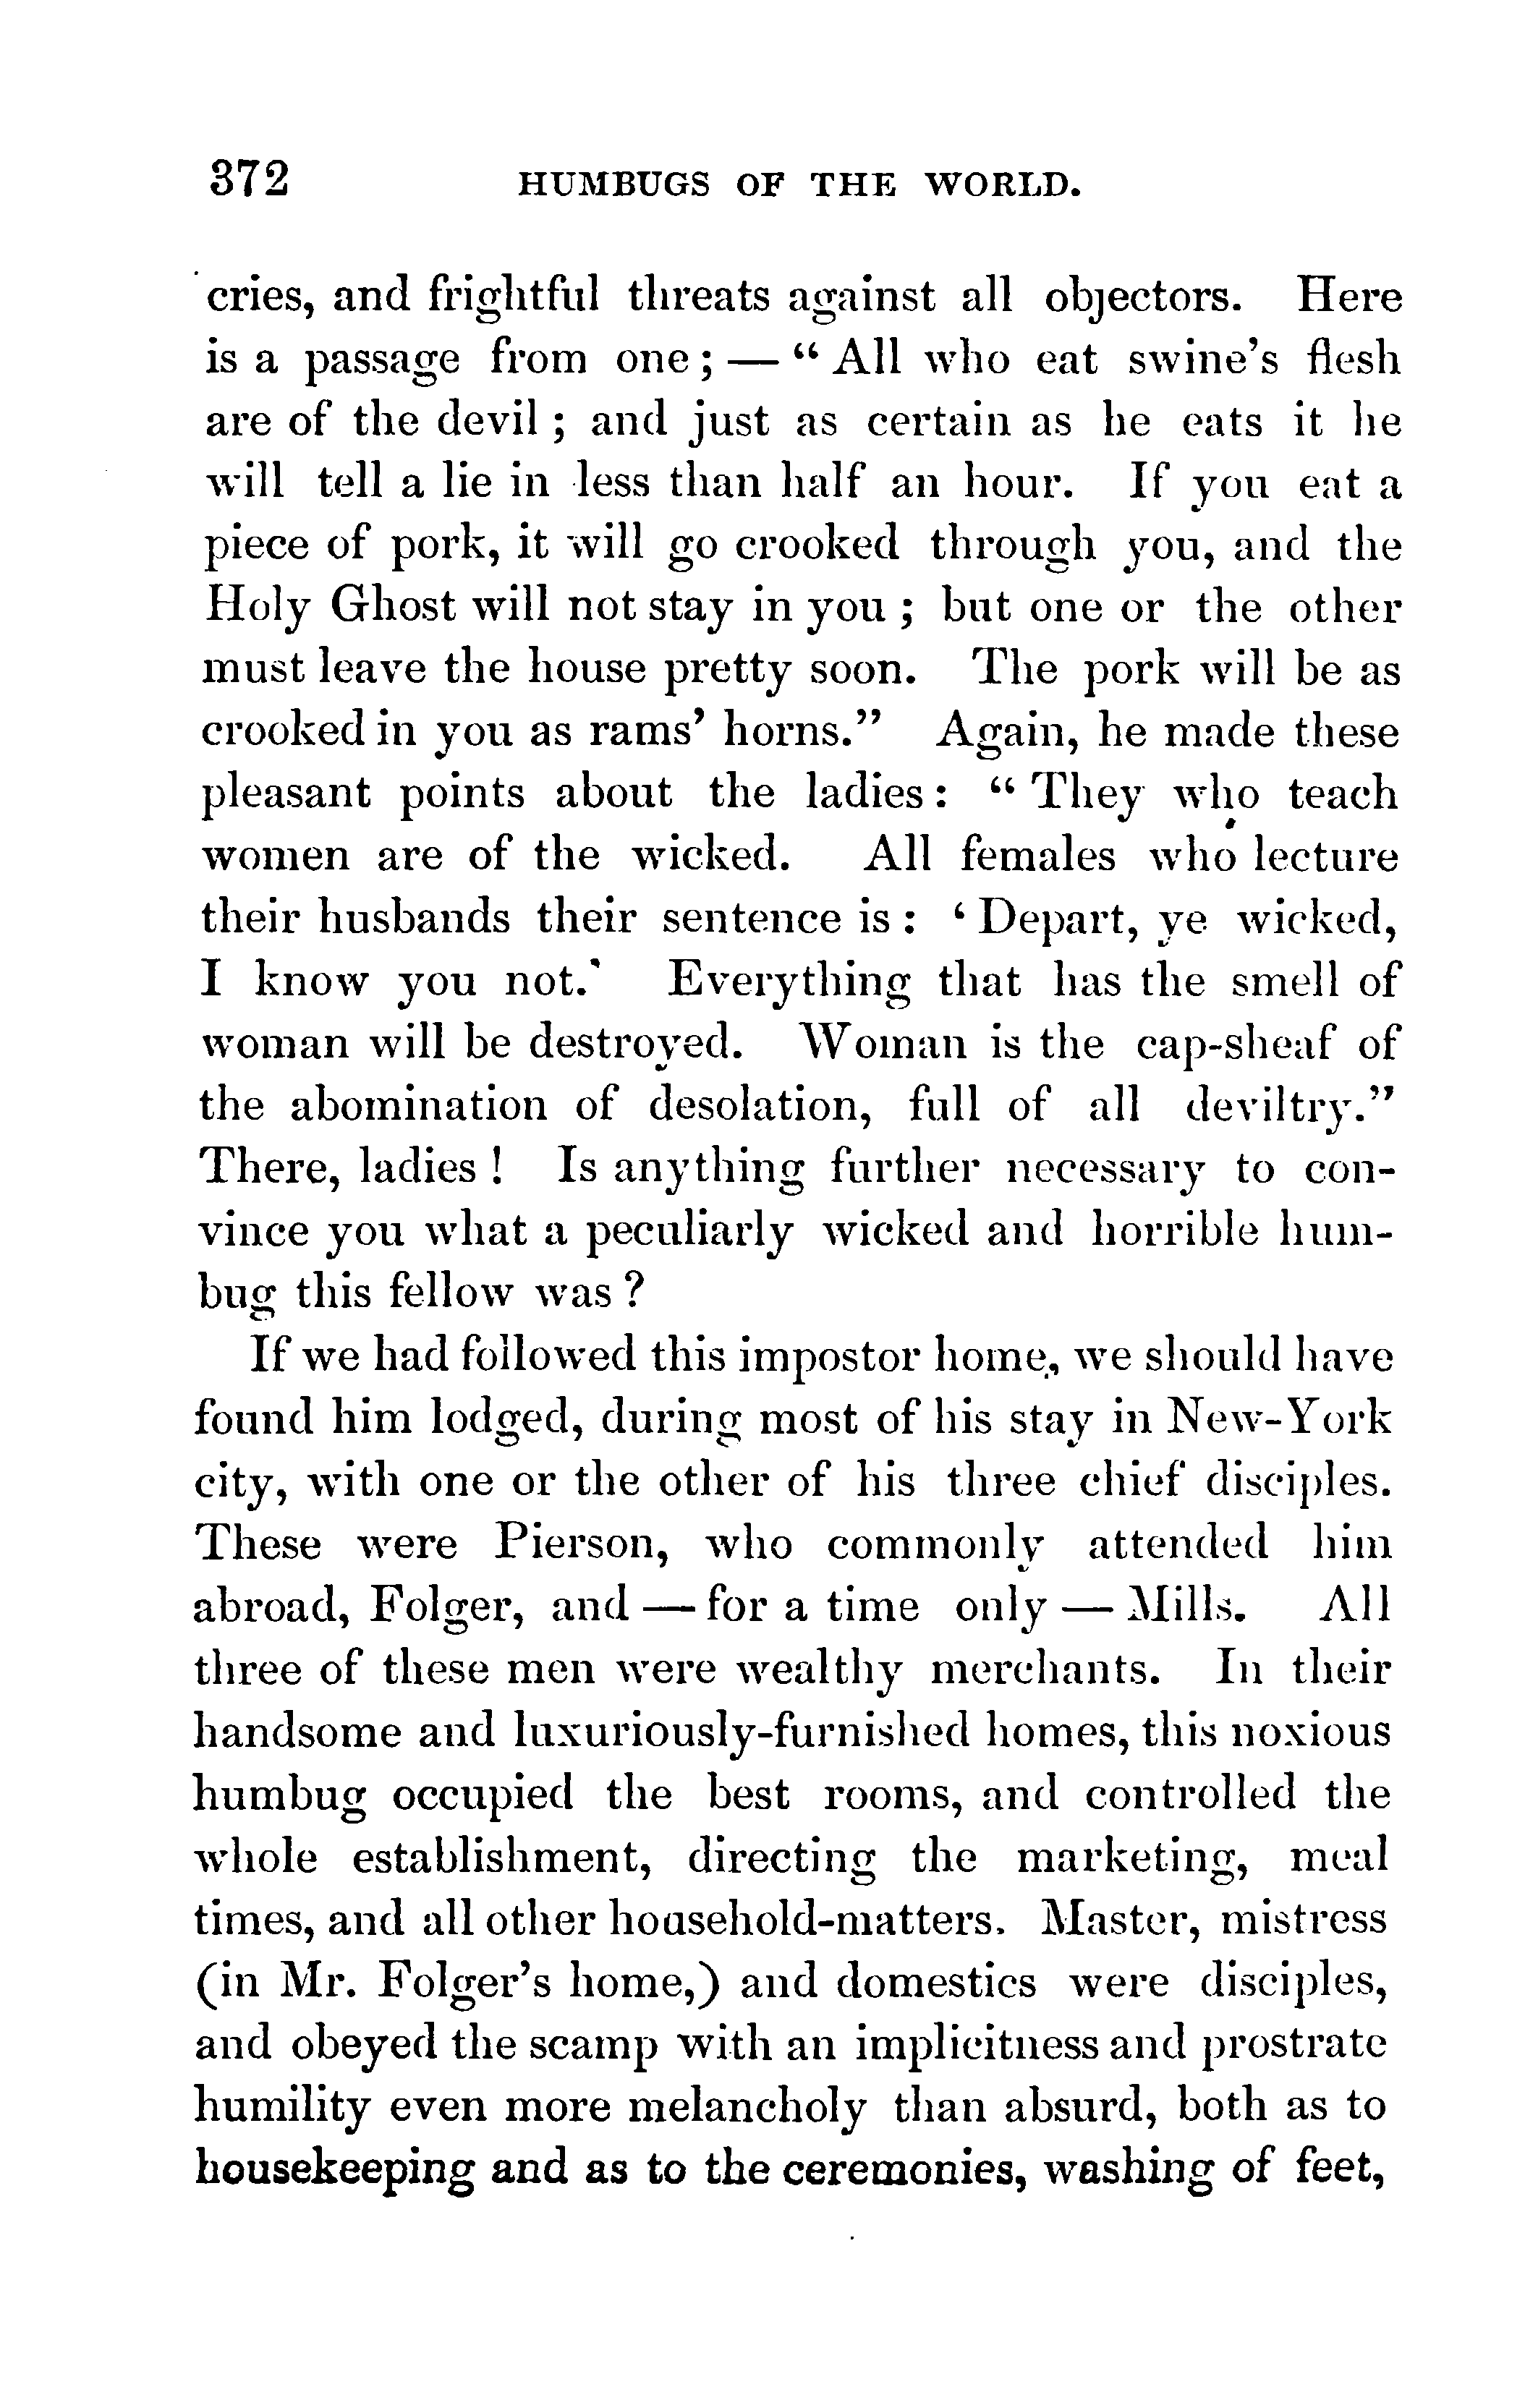 372 HUMBUGS OF THE WORLD.
cries, and frightful threats against all objectors. Here
is a passage from one; — “All who eat swine’s flesh
are of the devil; and just as certain as he eats it he
will tell a lie in less than half an hour. If you eat a
piece of pork, it will go crooked through you, and the
Holy Ghost will not stay in you; but one or the other
must leave the house pretty soon. The pork will be as
crooked in you as rams’ horns.” Again, he made these
pleasant points about the ladies: “They who teach
women are of the wicked. All females who lecture
their husbands their sentence is: ‘Depart, ye wicked,
I know you not.’ Everything that has the smell of
woman will be destroyed. Woman is the cap-sheaf of
the abomination of desolation, full of all deviltry.”
There, ladies! Is anything further necessary to con-
vince you what a peculiarly wicked and horrible hum-
bug this fellow was?
If we had followed this impostor home, we should have
found him lodged, during most of his stay in New-York
city, with one or the other of his three chief disciples.
These were Pierson, who commonly attended him
abroad, Folger, and — for a time only — Mills. All
three of these men were wealthy merchants. In their
handsome and luxuriously-furnished homes, this noxious
humbug occupied the best rooms, and controlled the
whole establishment, directing the marketing, meal
times, and all other household-matters. Master, mistress
(in Mr. Folger’s home,) and domestics were disciples,
and obeyed the scamp with an implicitness and prostrate
humility even more melancholy than absurd, both as to
housekeeping and as to the ceremonies, washing of feet,